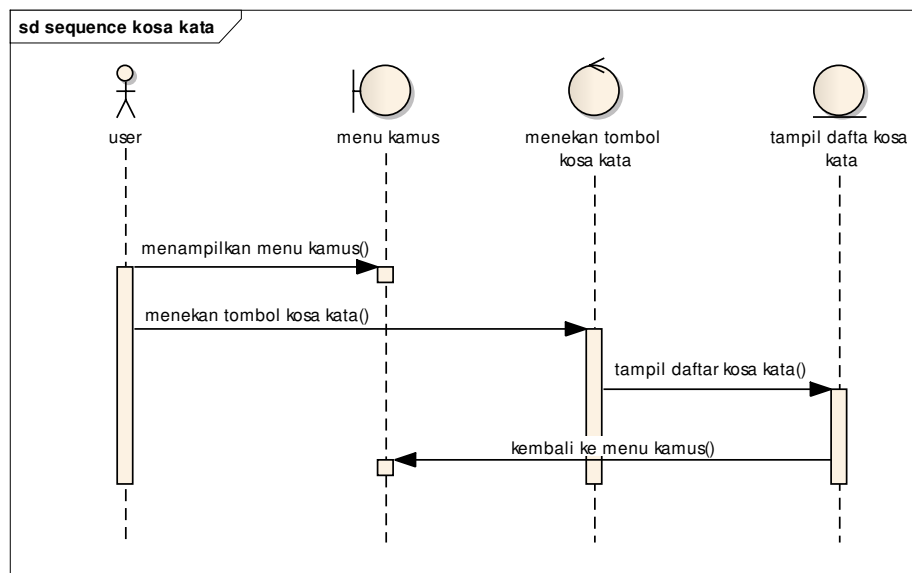 sd sequence kosa kata
user
menu kamus
menekan tombol
kosa kata
tampil dafta kosa
kata
menampilkan menu kamus()
menekan tombol kosa kata()
tampil daftar kosa kata()
kembali ke menu kamus()